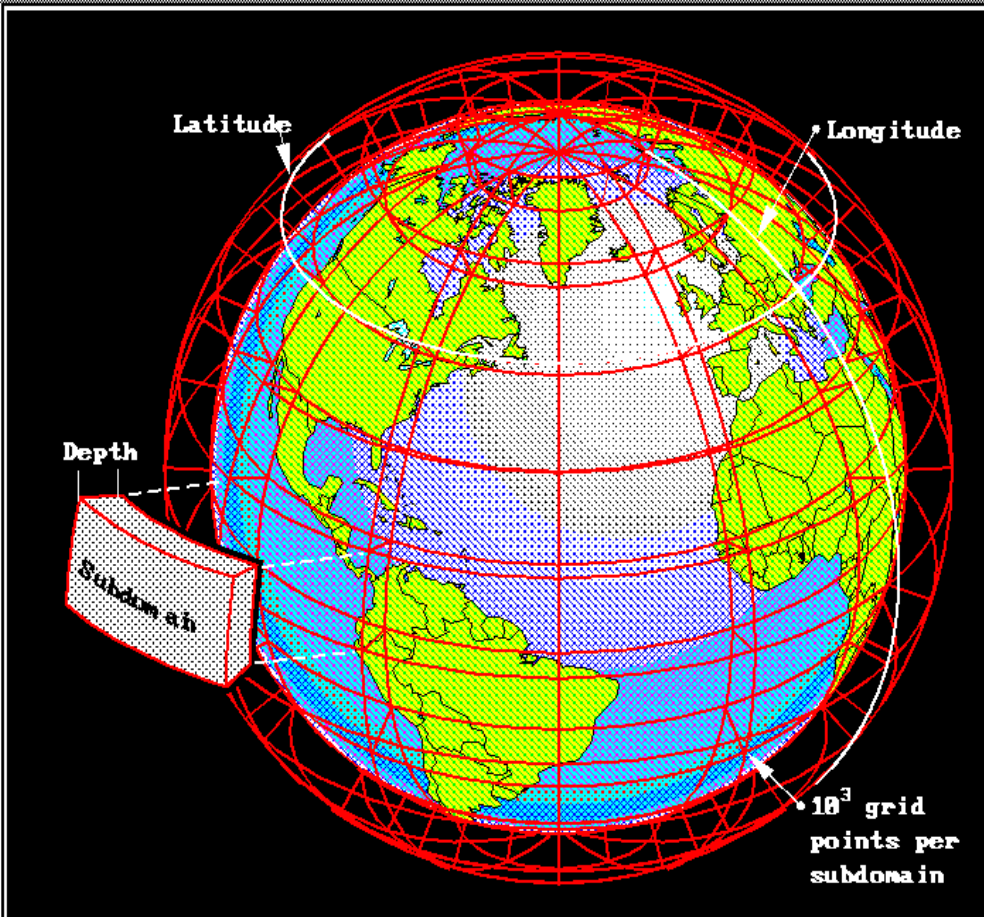 Latitude
Longitude
Depth
Subdomain
10³ grid
points per
subdomain